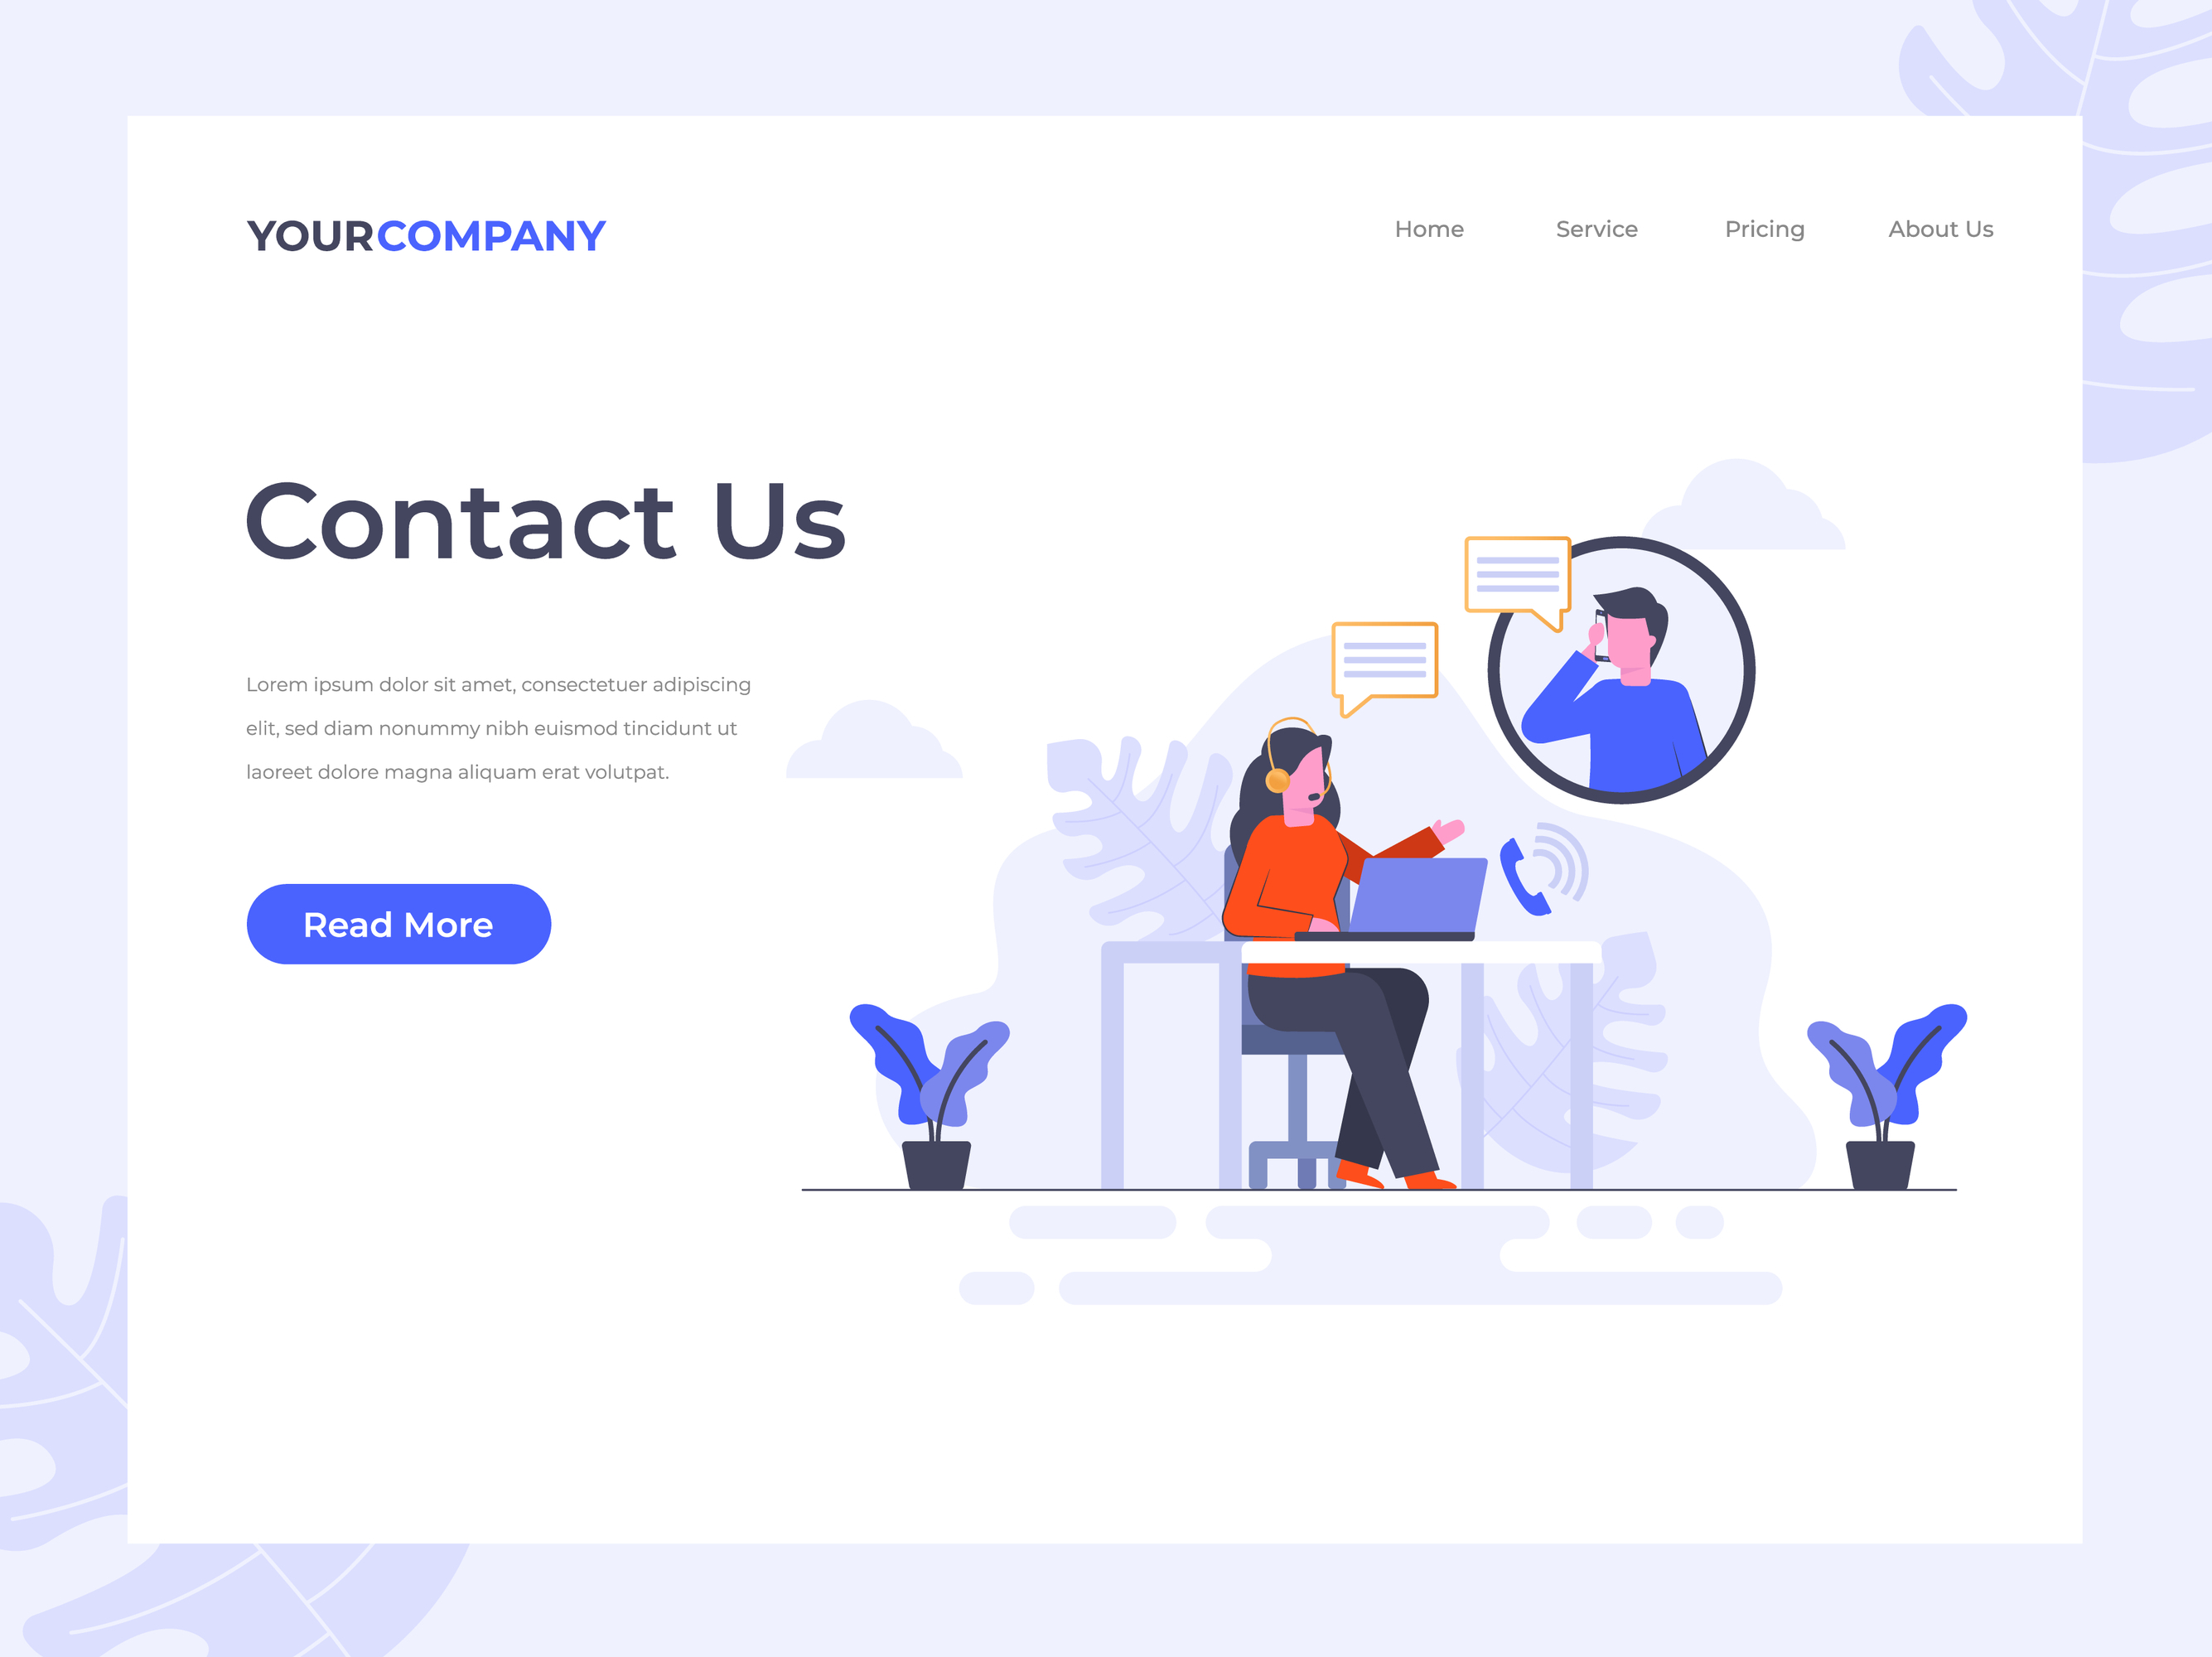 YOURCOMPANY
Home Service Pricing About Us
Contact Us
Lorem ipsum dolor sit amet, consectetuer adipiscing
elit, sed diam nonummy nibh euismod tincidunt ut
laoreet dolore magna aliquam erat volutpat.
Read More